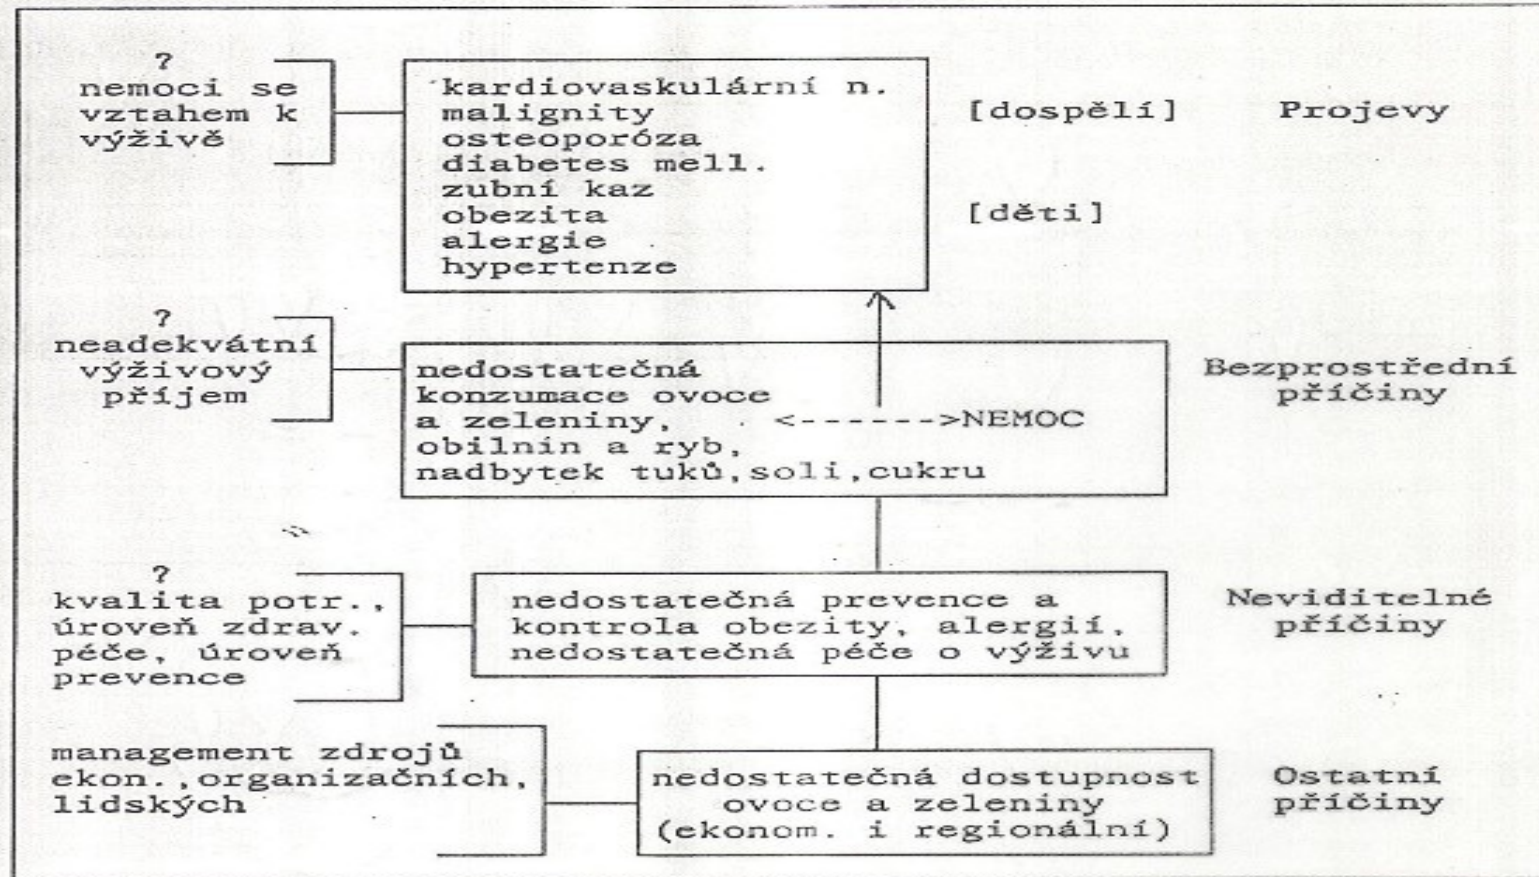 ?
nemoci se
vztahem k
výživě
kardiovaskulární n.
malignity
osteoporóza
diabetes mell.
zubní kaz
obezita
alergie
hypertenze
[dospělí]
[děti]
Projevy
?
neadekvátní
výživový
příjem
nedostatečná
konzumace ovoce
a zeleniny, <------>NEMOC
obilnin a ryb,
nadbytek tuků,soli,cukru
Bezprostřední
příčiny
?
kvalita potr.,
úroveň zdrav.
péče, úroveň
prevence
nedostatečná prevence a
kontrola obezity, alergií,
nedostatečná péče o výživu
Neviditelné
příčiny
management zdrojů
ekon.,organizačních,
lidských
nedostatečná dostupnost
ovoce a zeleniny
(ekonom. i regionální)
Ostatní
příčiny